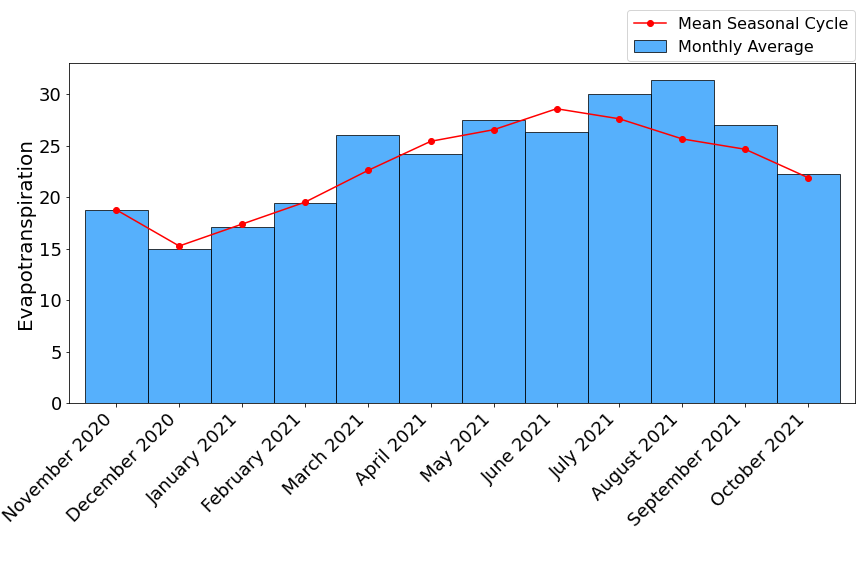 Mean Seasonal Cycle
Monthly Average
Evapotranspiration
30
25
20
15
10
5
0
November 2020
December 2020
January 2021
February 2021
March 2021
April 2021
May 2021
June 2021
July 2021
August 2021
September 2021
October 2021